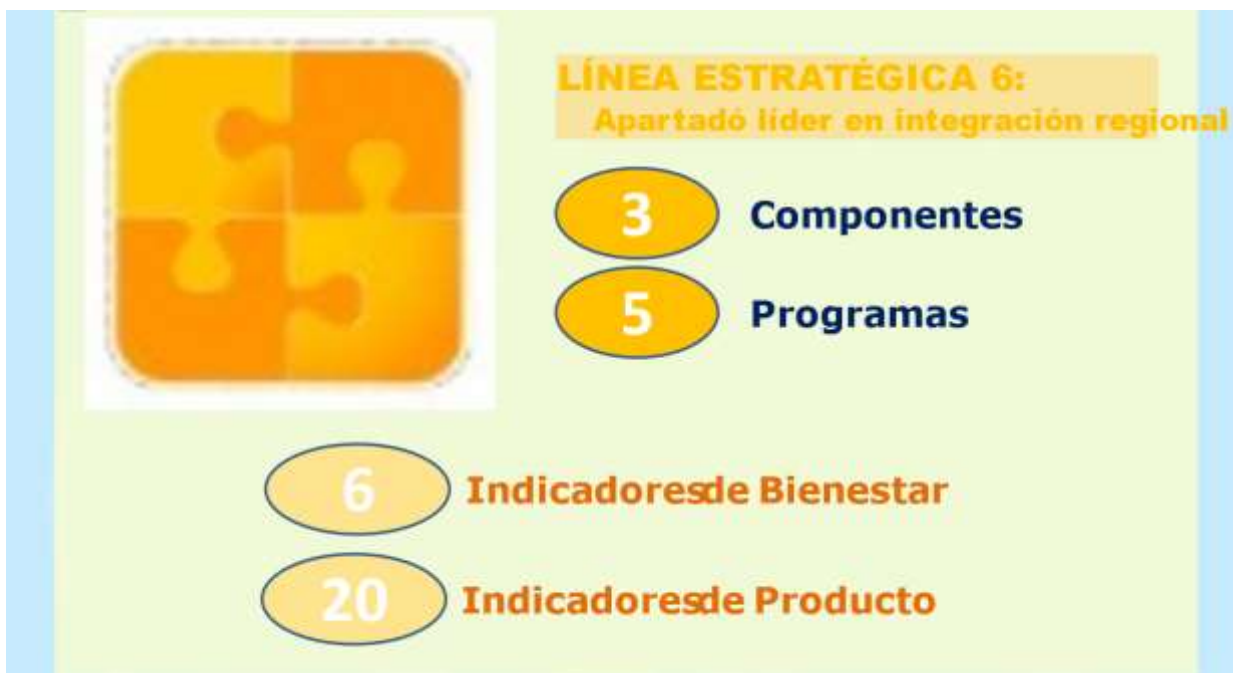 LÍNEA ESTRATÉGICA 6:
Apartadó líder en integración regional
3 Componentes
5 Programas
6 Indicadoresde Bienestar
20 Indicadoresde Producto